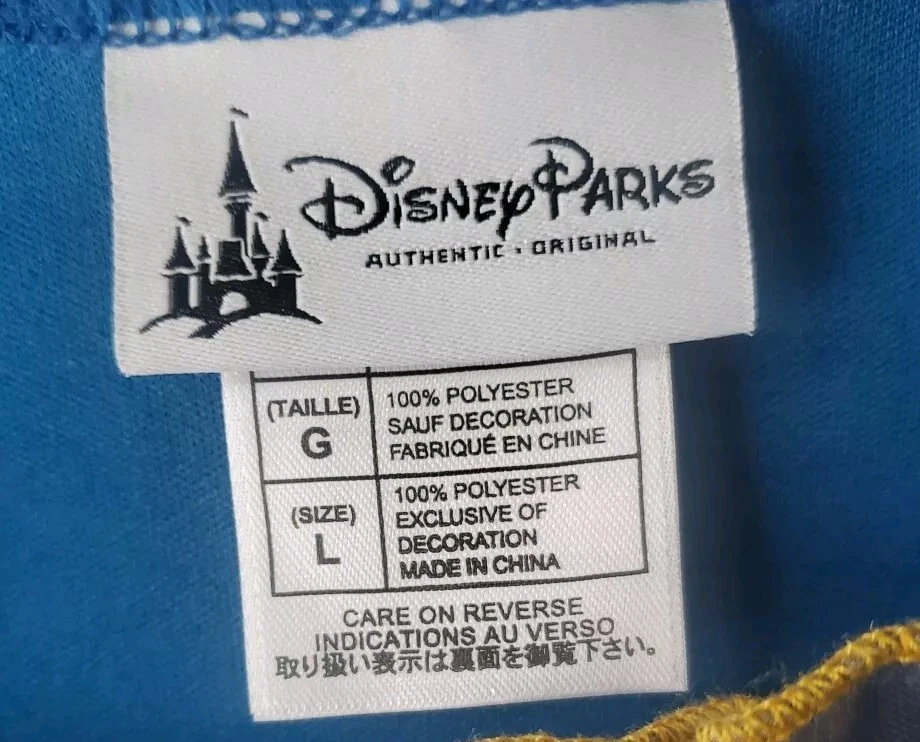 DISNEY PARKS
AUTHENTIC • ORIGINAL
(TAILLE)
G
100% POLYESTER
SAUF DECORATION
FABRIQUÉ EN CHINE
(SIZE)
L
100% POLYESTER
EXCLUSIVE OF
DECORATION
MADE IN CHINA
CARE ON REVERSE
INDICATIONS AU VERSO
取り扱い表示は裏面を御覧下さい。